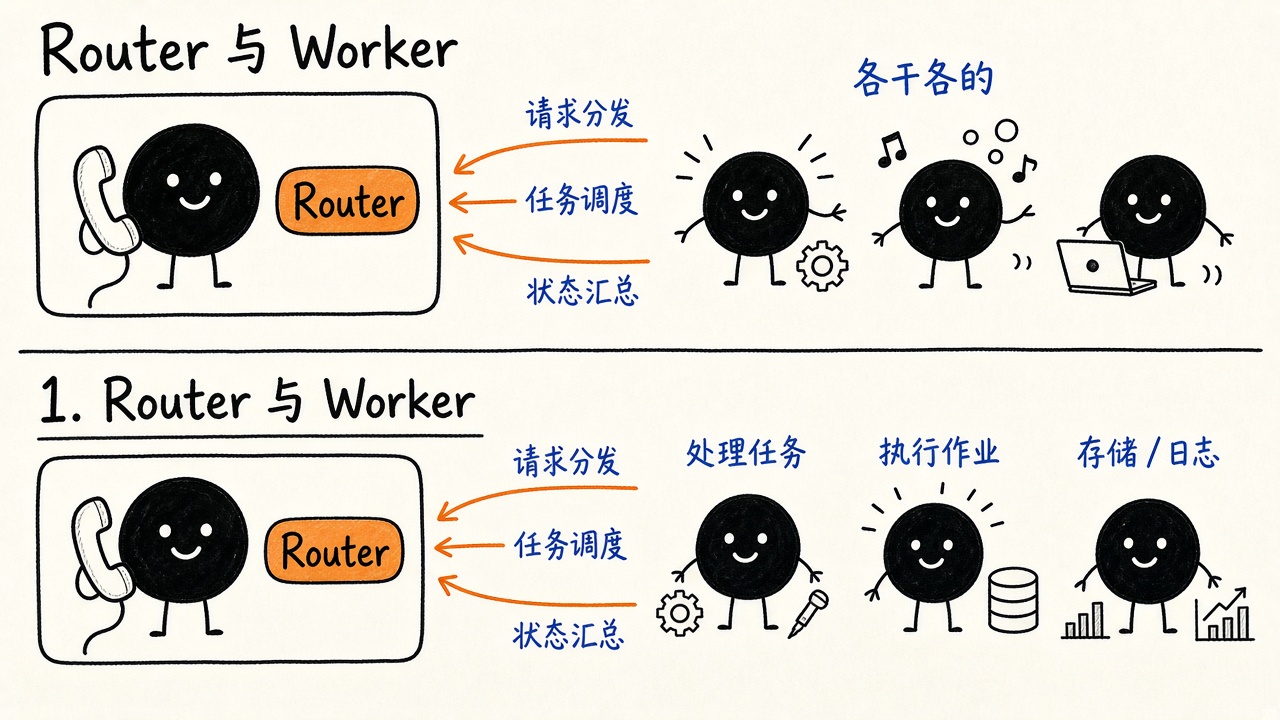 Router 与 Worker
各干各的
请求分发
Router
任务调度
状态汇总
1. Router 与 Worker
请求分发
处理任务
执行作业
存储 / 日志
Router
任务调度
状态汇总